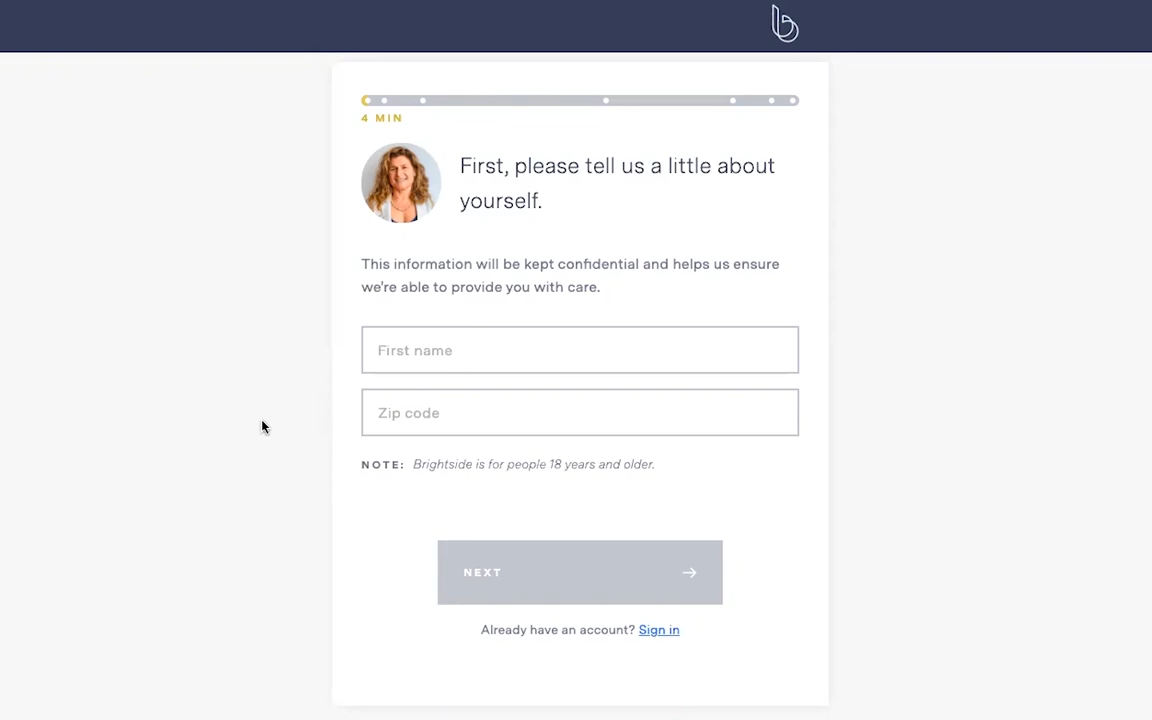 4 MIN
First, please tell us a little about
yourself.
This information will be kept confidential and helps us ensure
we're able to provide you with care.
First name
Zip code
NOTE: Brightside is for people 18 years and older.
NEXT
Already have an account? Sign in